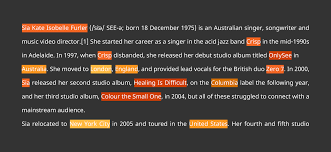 Sia Kate Isobelle Furler (/ˈsiːə/ SEE-ə; born 18 December 1975) is an Australian singer, songwriter and
music video director.[1] She started her career as a singer in the acid jazz band Crisp in the mid-1990s
in Adelaide. In 1997, when Crisp disbanded, she released her debut studio album titled OnlySee in
Australia. She moved to London, England, and provided lead vocals for the British duo Zero 7. In 2000,
Sia released her second studio album, Healing Is Difficult, on the Columbia label the following year,
and her third studio album, Colour the Small One, in 2004, but all of these struggled to connect with a
mainstream audience.
Sia relocated to New York City in 2005 and toured in the United States. Her fourth and fifth studio